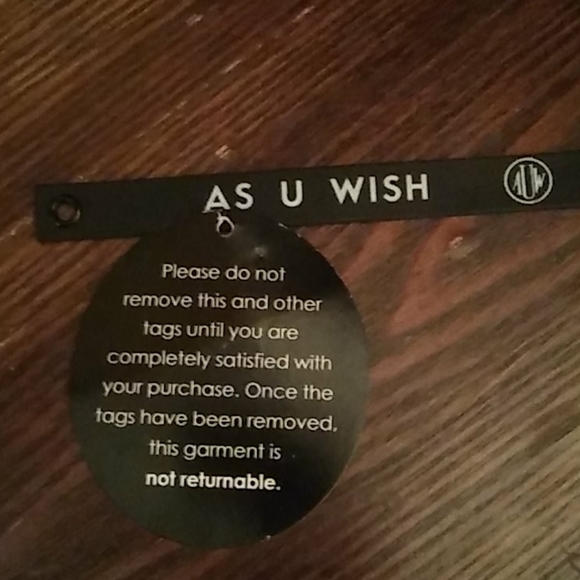 AS U WISH
AUW
Please do not
remove this and other
tags until you are
completely satisfied with
your purchase. Once the
tags have been removed,
this garment is
not returnable.